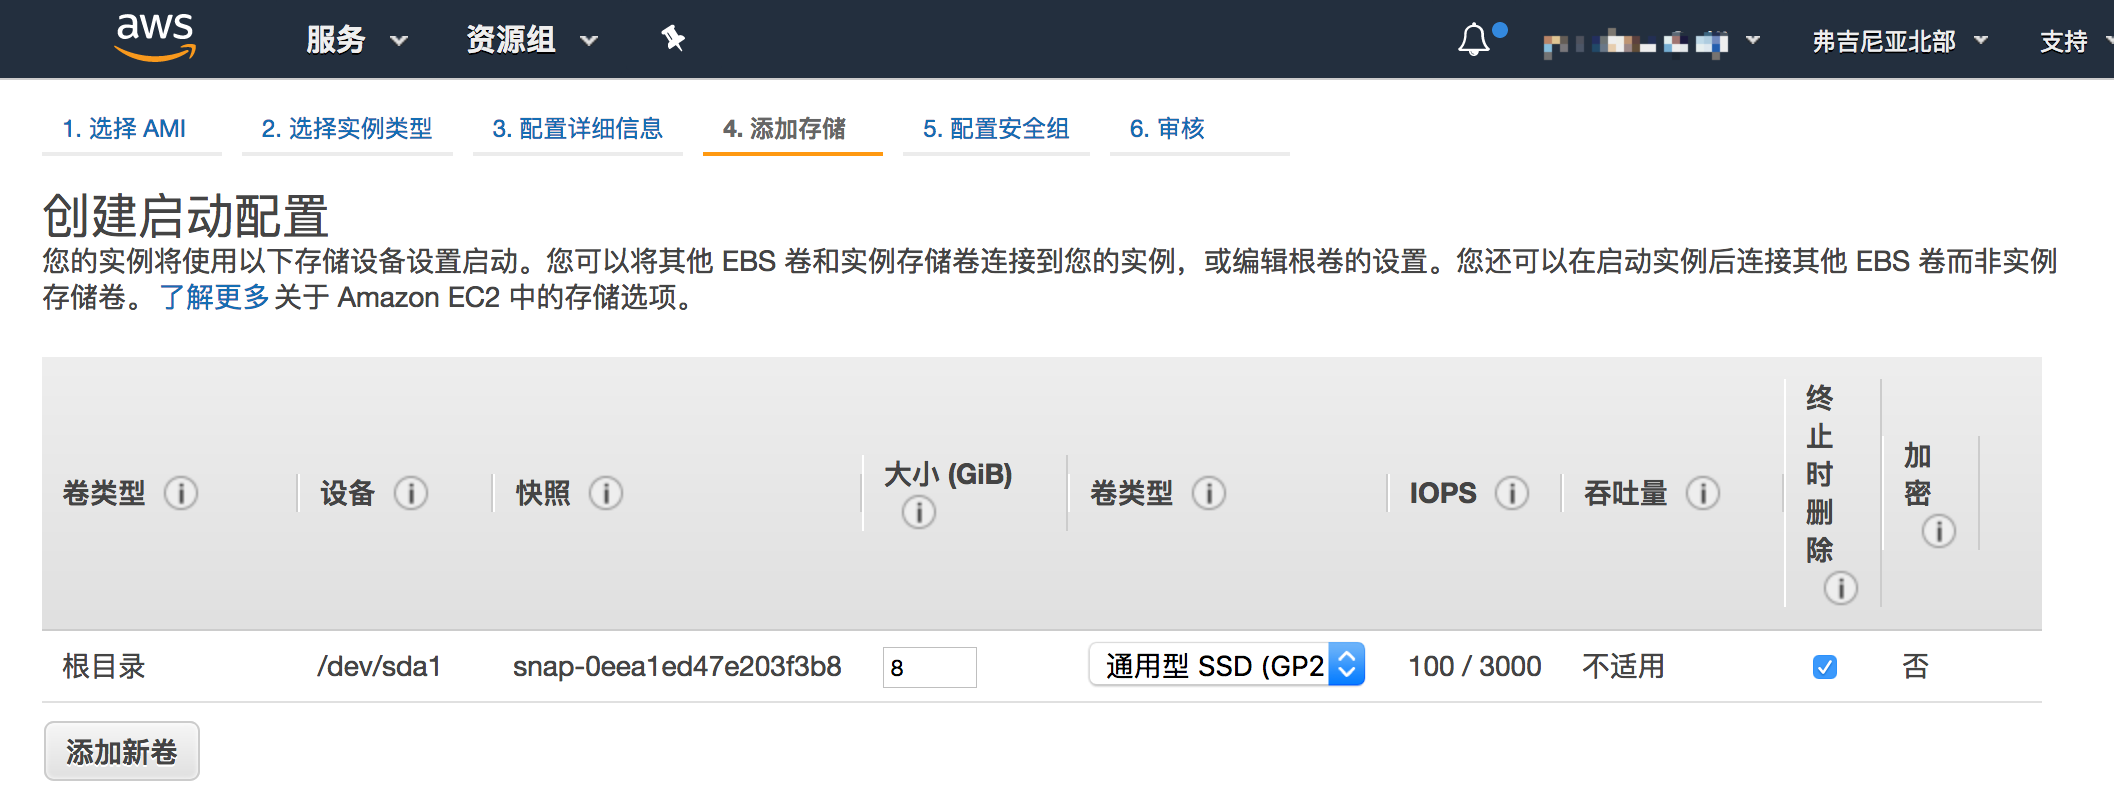 aws 服务 资源组 弗吉尼亚北部 支持
1. 选择 AMI 2. 选择实例类型 3. 配置详细信息 4. 添加存储 5. 配置安全组 6. 审核
创建启动配置
您的实例将使用以下存储设备设置启动。您可以将其他 EBS 卷和实例存储卷连接到您的实例，或编辑根卷的设置。您还可以在启动实例后连接其他 EBS 卷而非实例
存储卷。 了解更多 关于 Amazon EC2 中的存储选项。
卷类型 设备 快照 大小 (GiB) 卷类型 IOPS 吞吐量 终止时删除 加密
根目录 /dev/sda1 snap-0eea1ed47e203f3b8 8 通用型 SSD (GP2 100 / 3000 不适用 否
添加新卷